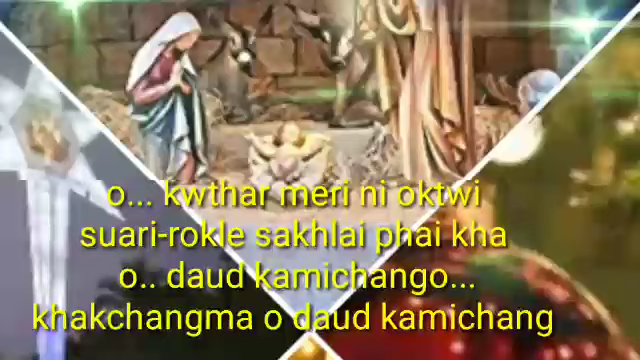 o... kwthar meri ni oktwi
suari-rokle sakhlai phai kha
o.. daud kamichango...
khakchangma o daud kamichang